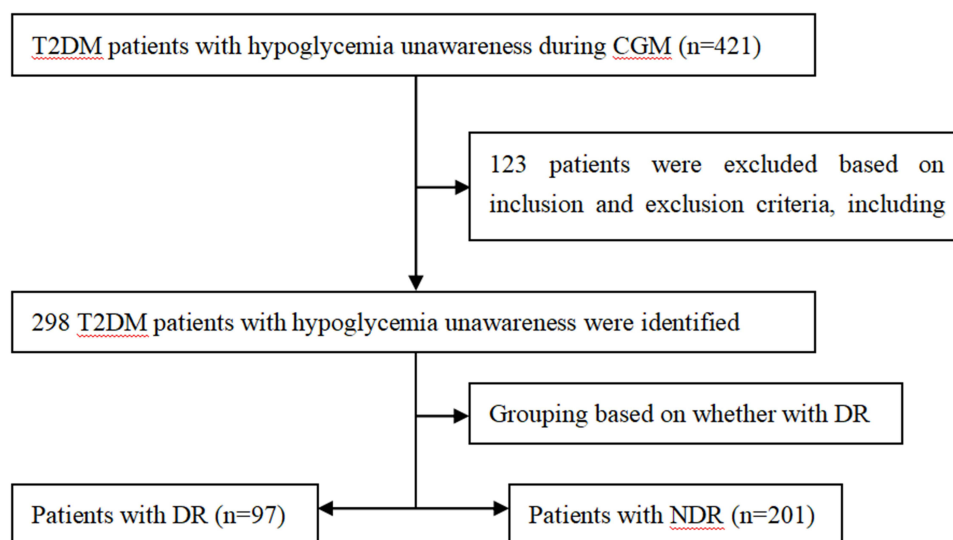 T2DM patients with hypoglycemia unawareness during CGM (n=421)
123 patients were excluded based on
inclusion and exclusion criteria, including
298 T2DM patients with hypoglycemia unawareness were identified
Grouping based on whether with DR
Patients with DR (n=97)
Patients with NDR (n=201)